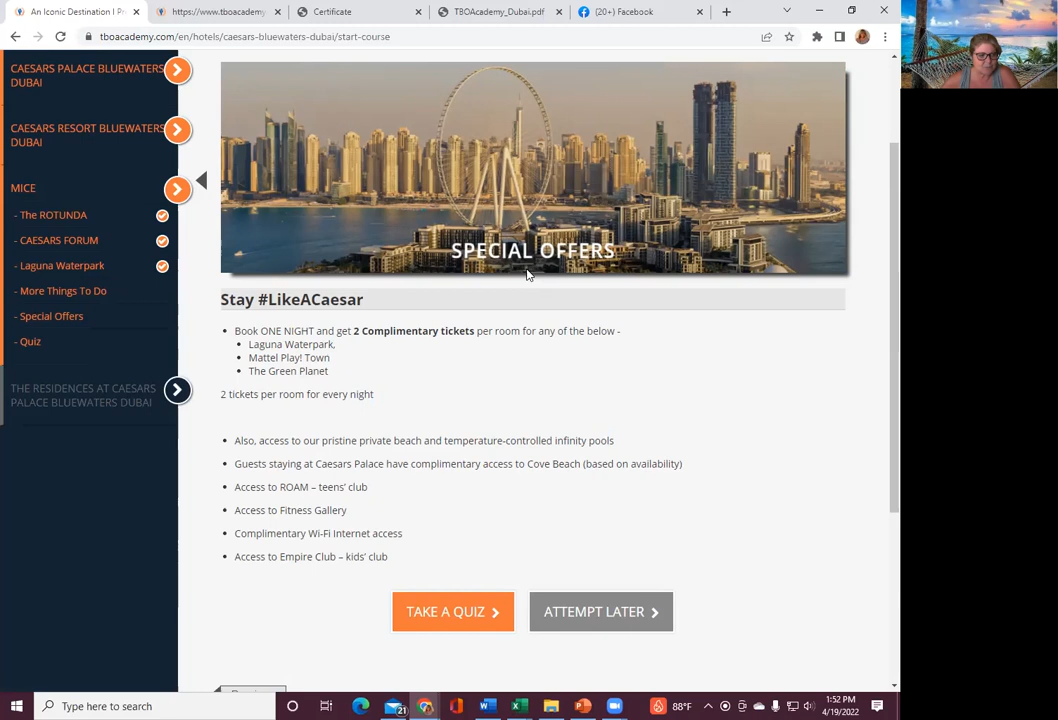 An Iconic Destination I P
https://www.tboacademy
Certificate
TBOAcademy_Dubai.pdf
(20+) Facebook
tboacademy.com/en/hotels/caesars-bluewaters-dubai/start-course
CAESARS PALACE BLUEWATERS
DUBAI
CAESARS RESORT BLUEWATERS
DUBAI
MICE
- The ROTUNDA
- CAESARS FORUM
- Laguna Waterpark
- More Things To Do
- Special Offers
- Quiz
THE RESIDENCES AT CAESARS
PALACE BLUEWATERS DUBAI
SPECIAL OFFERS
Stay #LikeACaesar
Book ONE NIGHT and get 2 Complimentary tickets per room for any of the below -
Laguna Waterpark,
Mattel Play! Town
The Green Planet
2 tickets per room for every night
Also, access to our pristine private beach and temperature-controlled infinity pools
Guests staying at Caesars Palace have complimentary access to Cove Beach (based on availability)
Access to ROAM – teens' club
Access to Fitness Gallery
Complimentary Wi-Fi Internet access
Access to Empire Club – kids' club
TAKE A QUIZ
ATTEMPT LATER
Type here to search
21
88°F
1:52 PM
4/19/2022